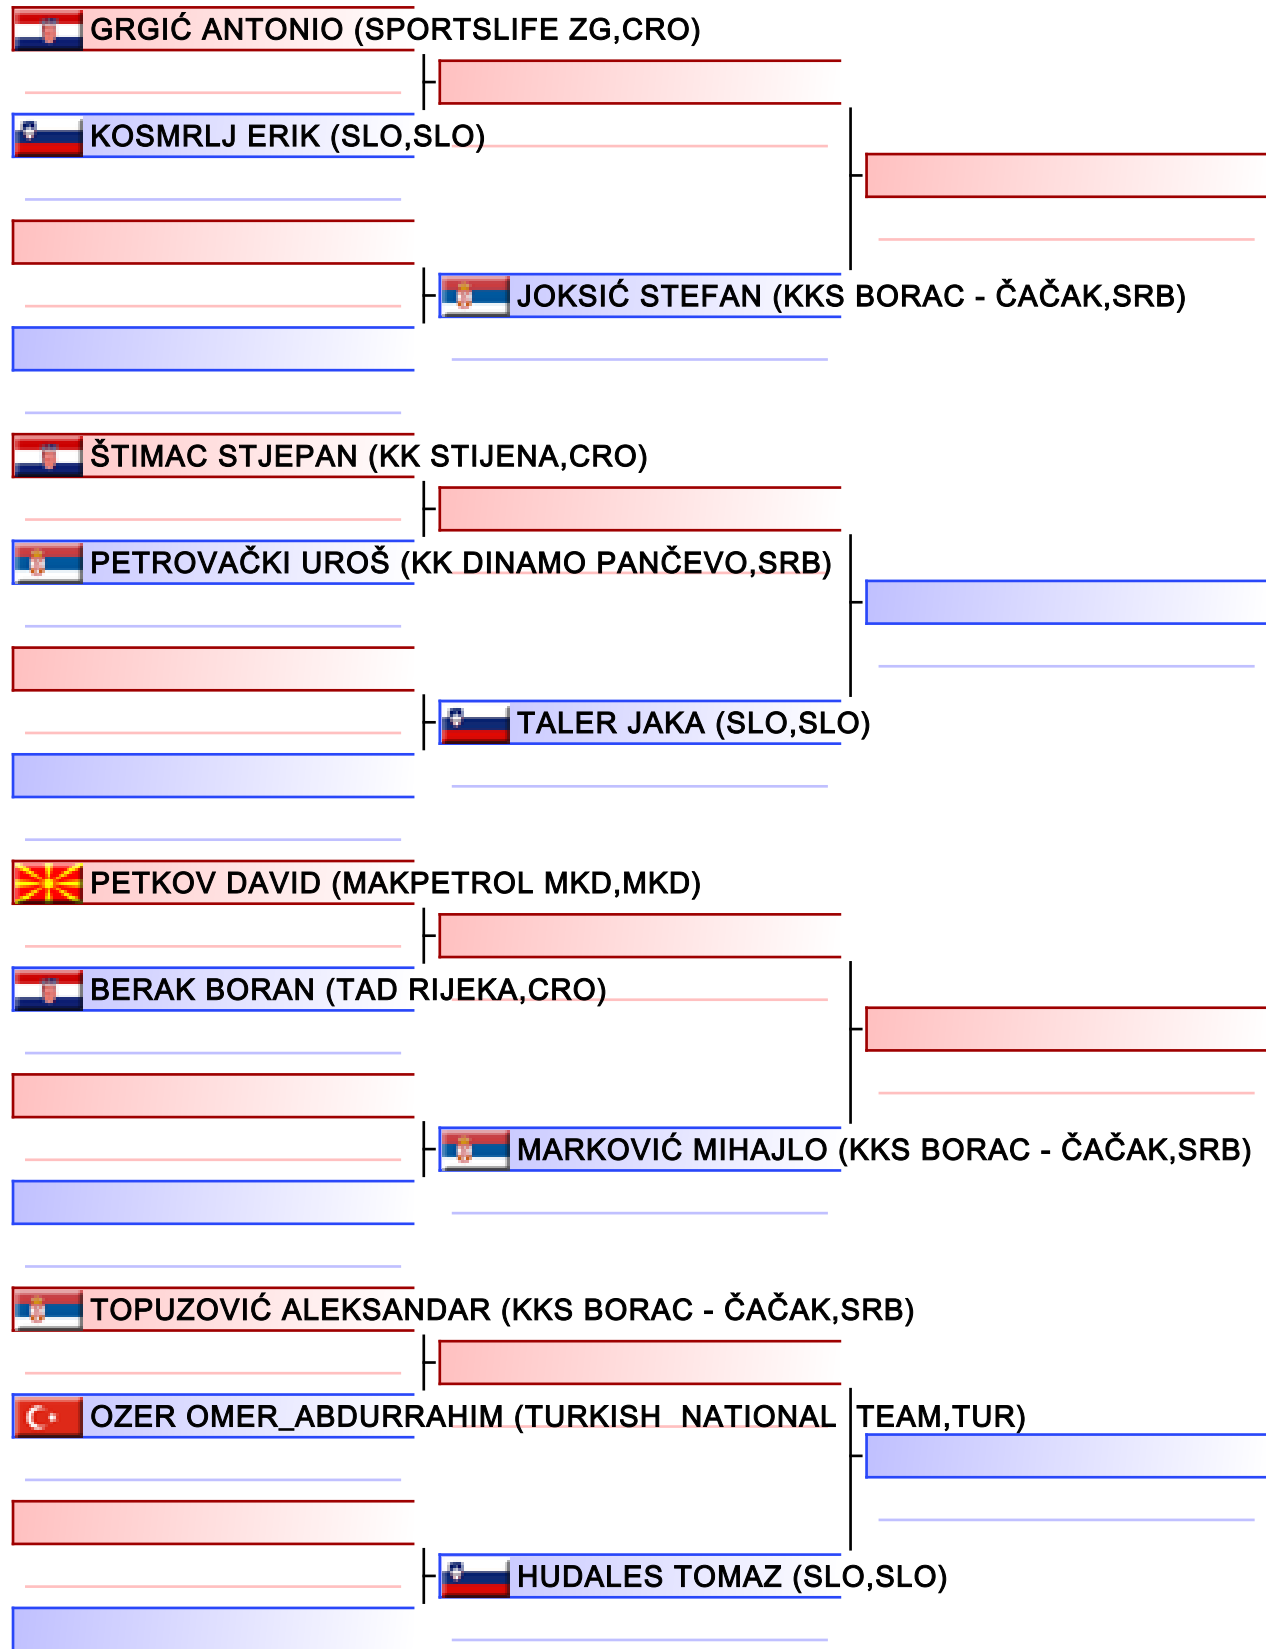 GRGIĆ ANTONIO (SPORTSLIFE ZG,CRO)
KOSMRLJ ERIK (SLO,SLO)
JOKSIĆ STEFAN (KKS BORAC - ČAČAK,SRB)
ŠTIMAC STJEPAN (KK STIJENA,CRO)
PETROVAČKI UROŠ (KK DINAMO PANČEVO,SRB)
TALER JAKA (SLO,SLO)
PETKOV DAVID (MAKPETROL MKD,MKD)
BERAK BORAN (TAD RIJEKA,CRO)
MARKOVIĆ MIHAJLO (KKS BORAC - ČAČAK,SRB)
TOPUZOVIĆ ALEKSANDAR (KKS BORAC - ČAČAK,SRB)
OZER OMER_ABDURRAHIM (TURKISH  NATIONAL  TEAM,TUR)
HUDALES TOMAZ (SLO,SLO)